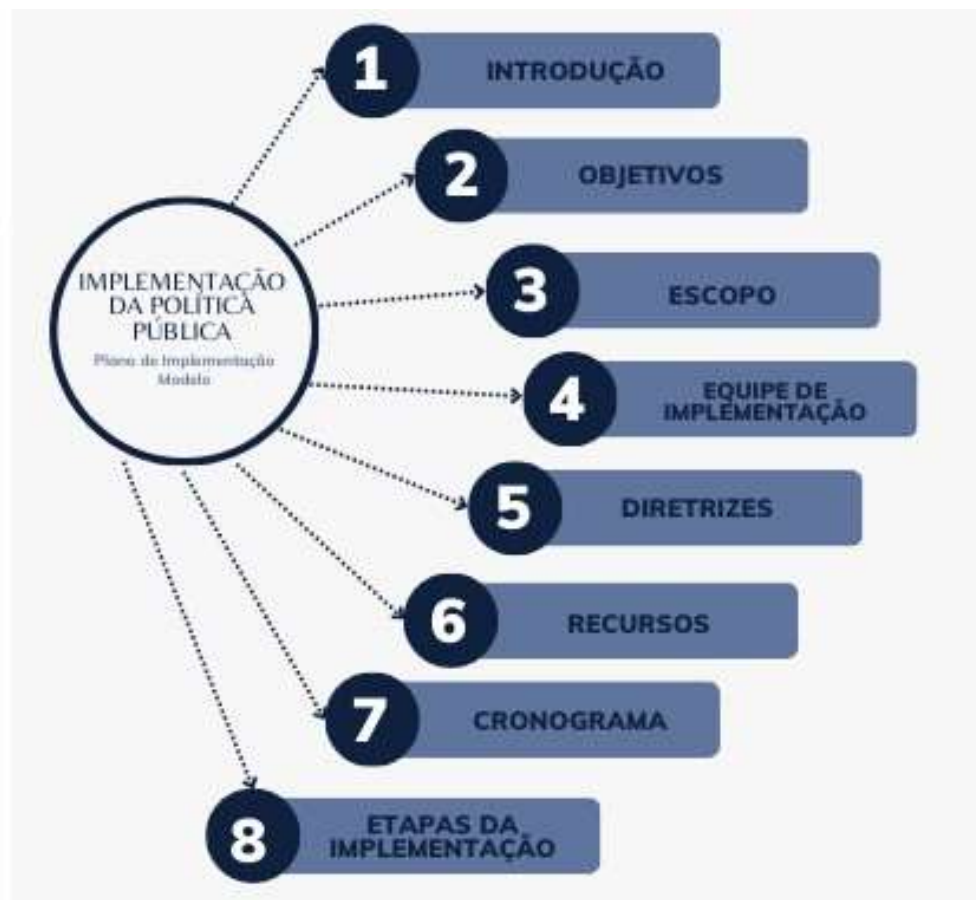 IMPLEMENTAÇÃO
DA POLÍTICA
PÚBLICA
Plano de Implementação
Modelo
1
INTRODUÇÃO
2
OBJETIVOS
3
ESCOPO
4
EQUIPE DE
IMPLEMENTAÇÃO
5
DIRETRIZES
6
RECURSOS
7
CRONOGRAMA
8
ETAPAS DA
IMPLEMENTAÇÃO